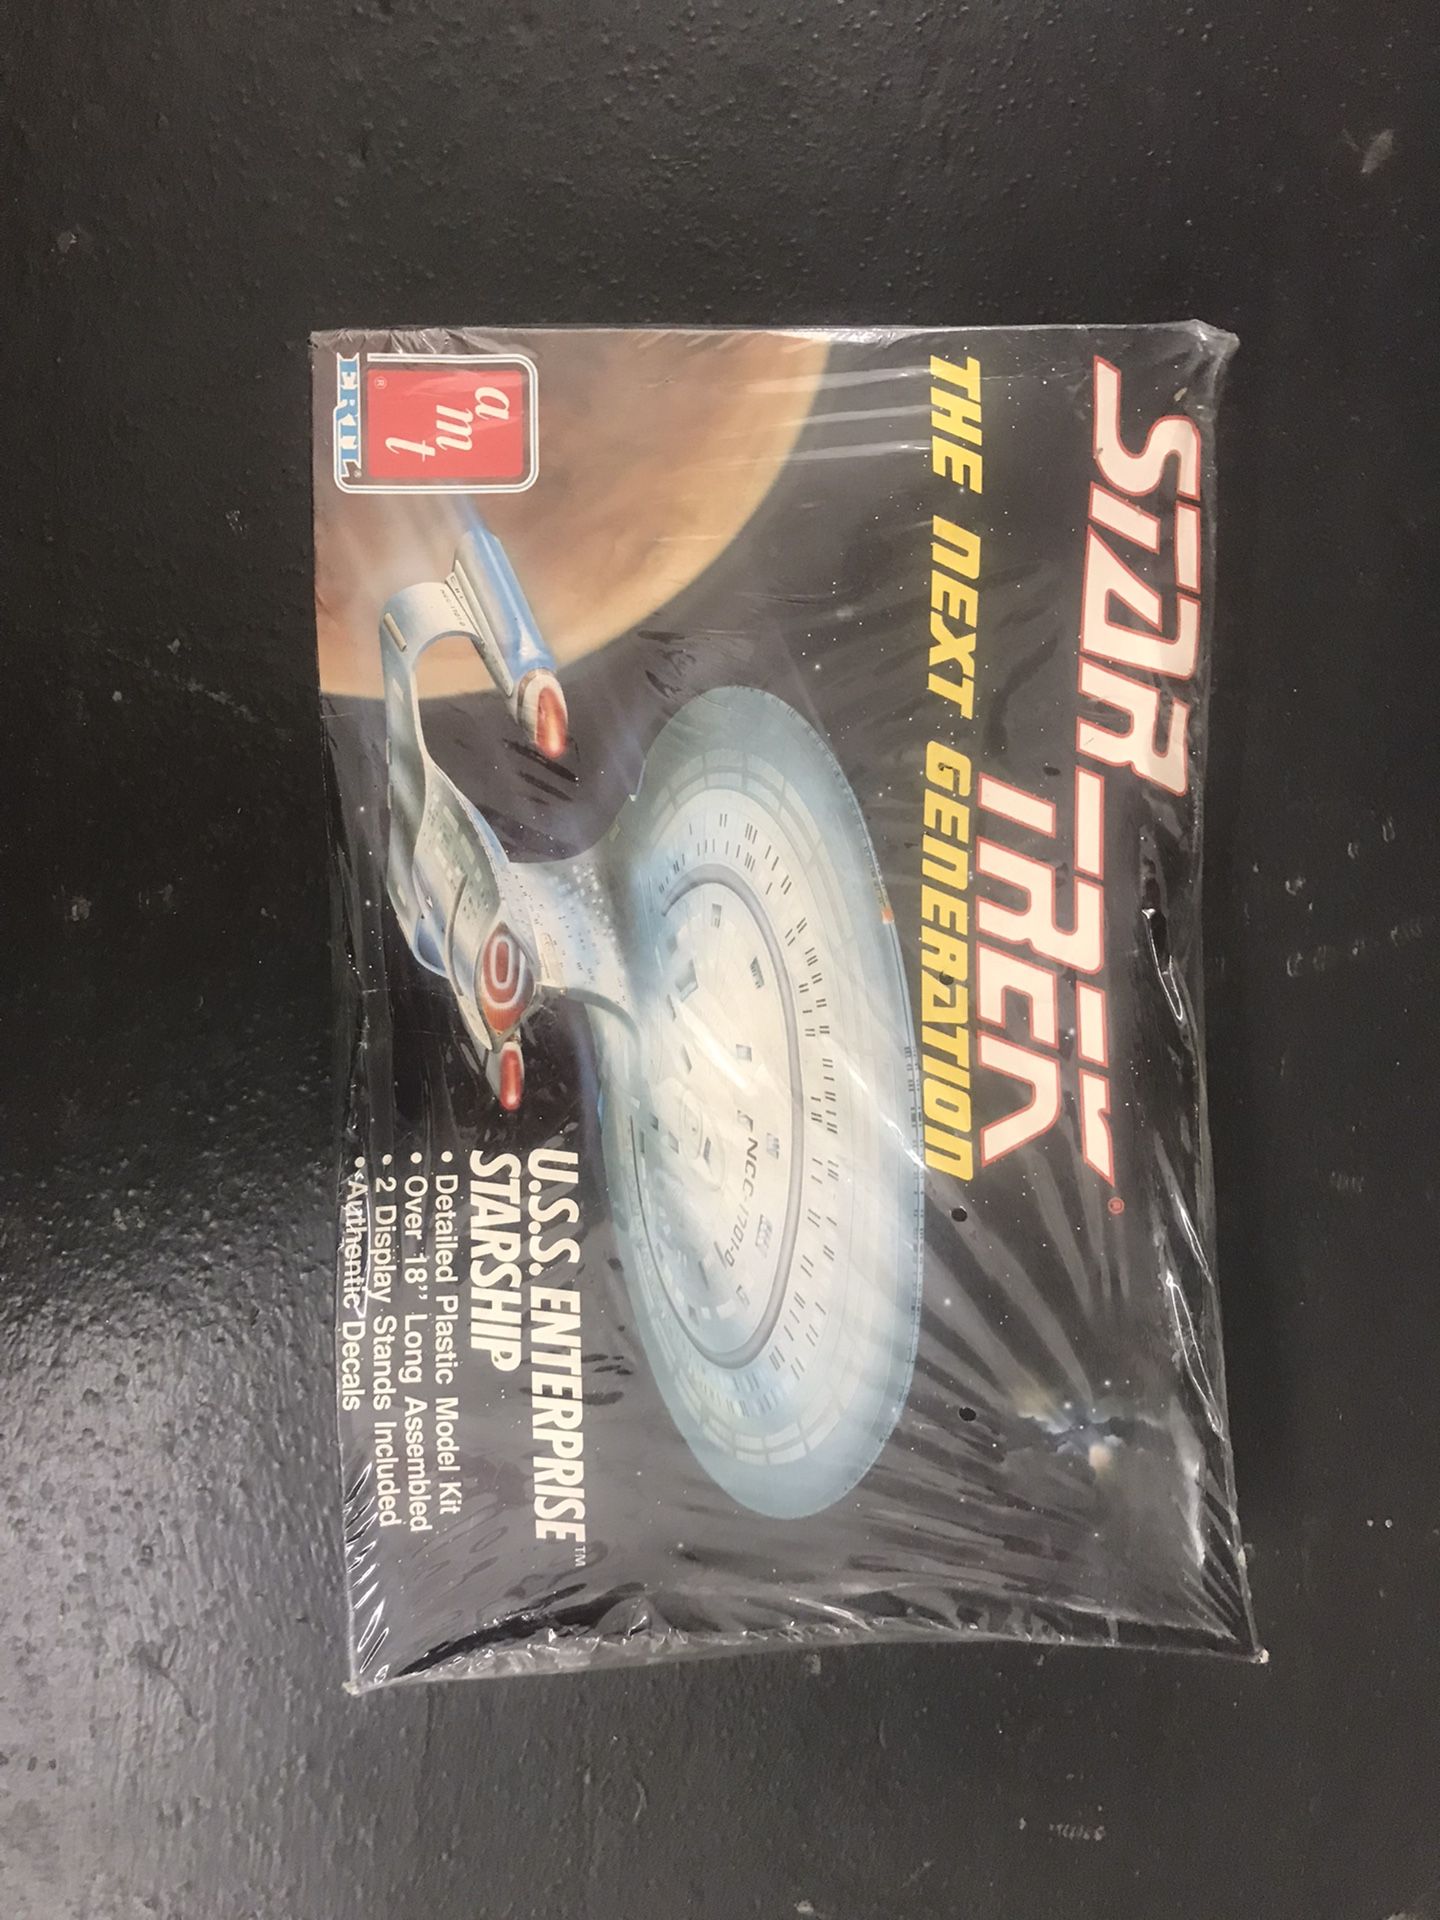 STAR TREK®
THE NEXT GENERATION
NCC-1701-D
U.S.S. ENTERPRISE™
STARSHIP
• Detailed Plastic Model Kit
• Over 18” Long Assembled
• 2 Display Stands Included
• Authentic Decals
amt
®
ERTL®